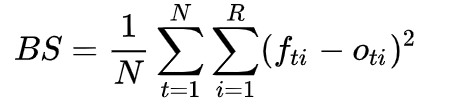 BS = \frac{1}{N} \sum_{t=1}^{N} \sum_{i=1}^{R} (f_{ti} - o_{ti})^2